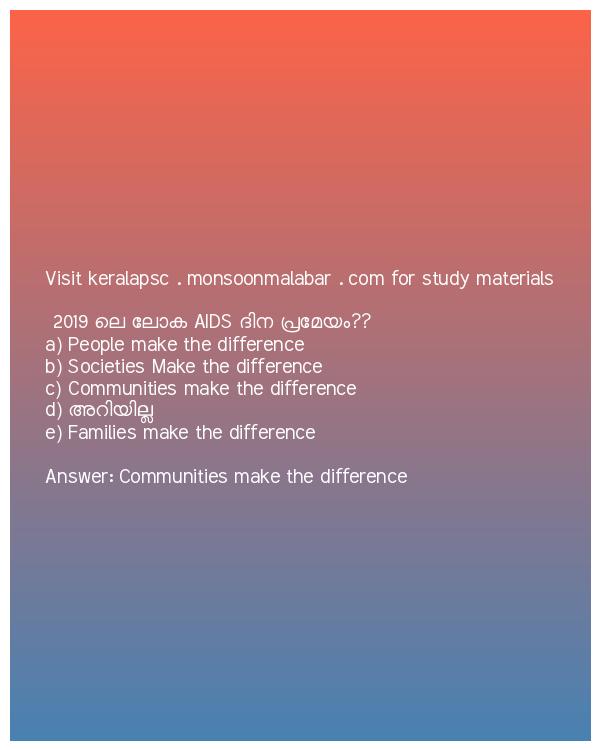 Visit keralapsc . monsoonmalabar . com for study materials
2019 ലെ ലോക AIDS ദിന പ്രമേയം??
a) People make the difference
b) Societies Make the difference
c) Communities make the difference
d) അറിയില്ല
e) Families make the difference
Answer: Communities make the difference